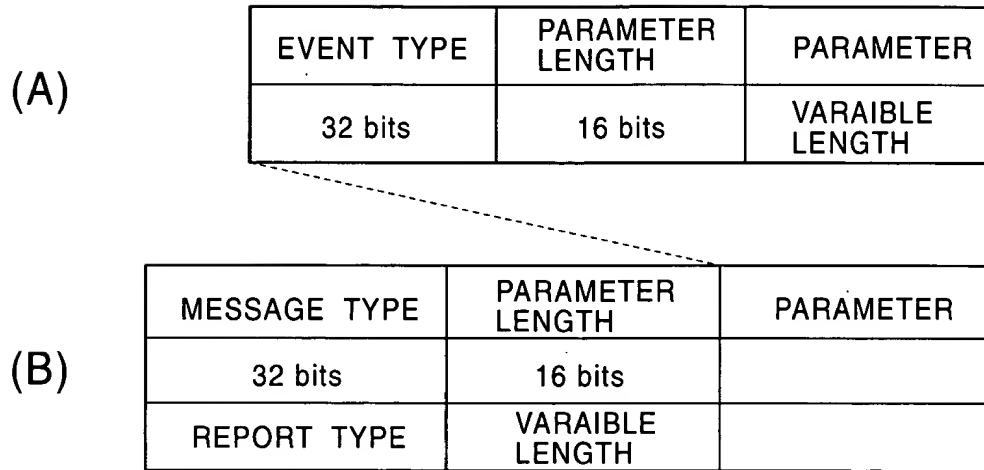 (A)
EVENT TYPE
PARAMETER
LENGTH
PARAMETER
32 bits
16 bits
VARAIBLE
LENGTH
(B)
MESSAGE TYPE
PARAMETER
LENGTH
PARAMETER
32 bits
16 bits
REPORT TYPE
VARAIBLE
LENGTH